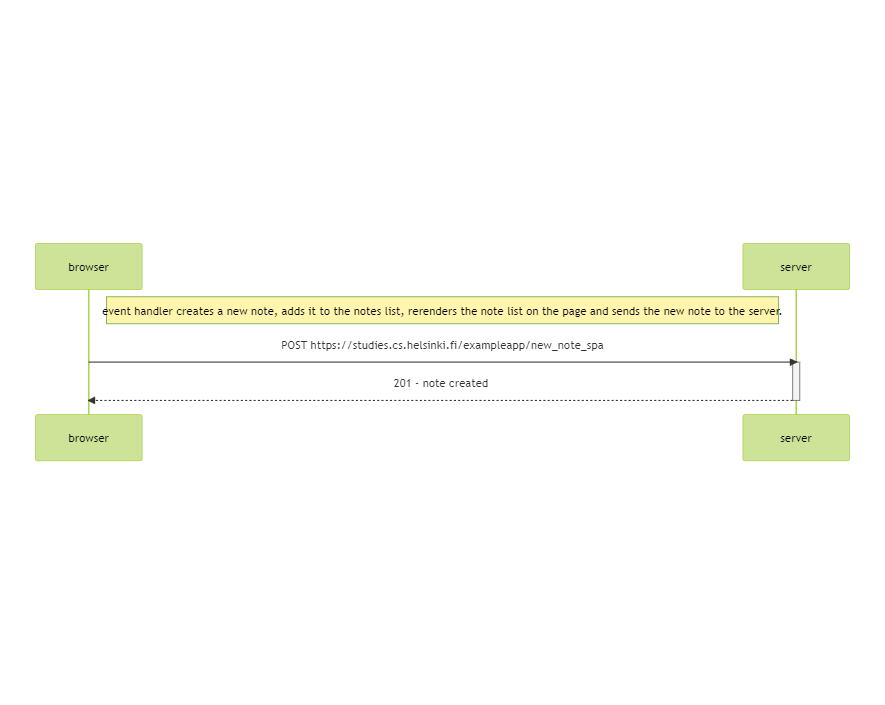 browser
server
event handler creates a new note, adds it to the notes list, rerenders the note list on the page and sends the new note to the server.
POST https://studies.cs.helsinki.fi/exampleapp/new_note_spa
201 - note created
browser
server